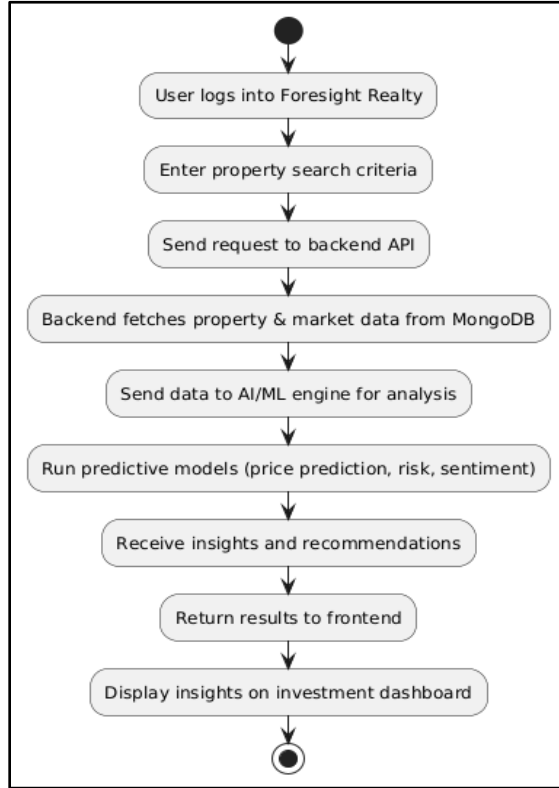 User logs into Foresight Realty
Enter property search criteria
Send request to backend API
Backend fetches property & market data from MongoDB
Send data to AI/ML engine for analysis
Run predictive models (price prediction, risk, sentiment)
Receive insights and recommendations
Return results to frontend
Display insights on investment dashboard